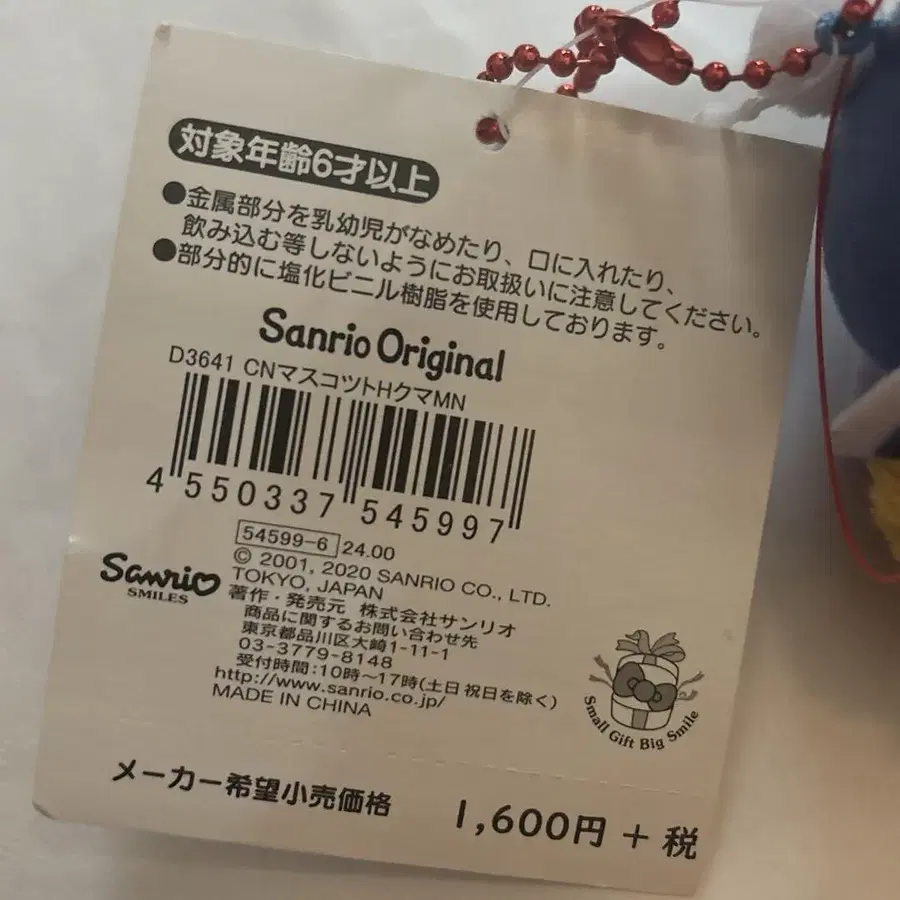 対象年齢6才以上
●金属部分を乳幼児がなめたり、口に入れたり、
飲み込む等しないようにお取扱いに注意してください。
●部分的に塩化ビニル樹脂を使用しております。
Sanrio Original
D3641 CNマスコツトHクマMN
4 550337 545997
54599-6 24.00
© 2001, 2020 SANRIO CO., LTD.
TOKYO, JAPAN
Sanrio
SMILES
著作・発売元 株式会社サンリオ
商品に関するお問い合わせ先
東京都品川区大崎1-11-1
03-3779-8148
受付時間:10時~17時(土日祝日を除く)
http://www.sanrio.co.jp/
MADE IN CHINA
Small Gift Big Smile
メーカー希望小売価格 1,600円 + 税